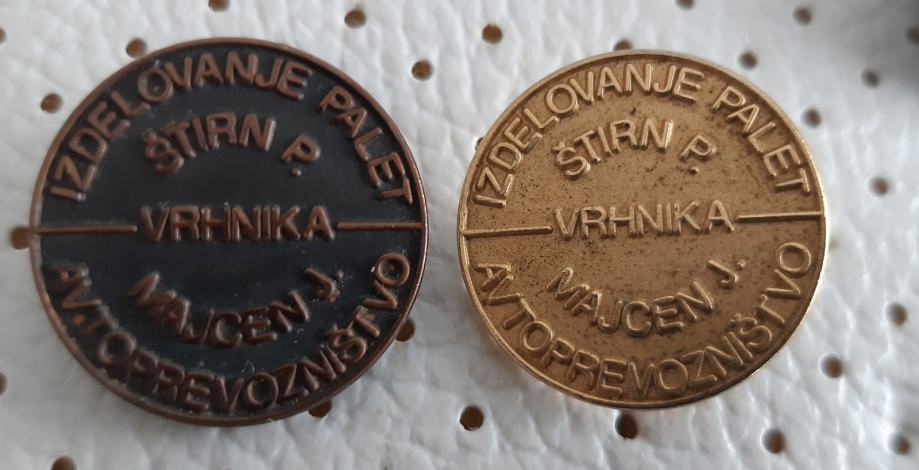 IZDELOVANJE PALET
ŠTIRN P.
VRHNIKA
MAJCEN J.
AVTOPREVOZNIŠTVO
IZDELOVANJE PALET
ŠTIRN P.
VRHNIKA
MAJCEN J.
AVTOPREVOZNIŠTVO